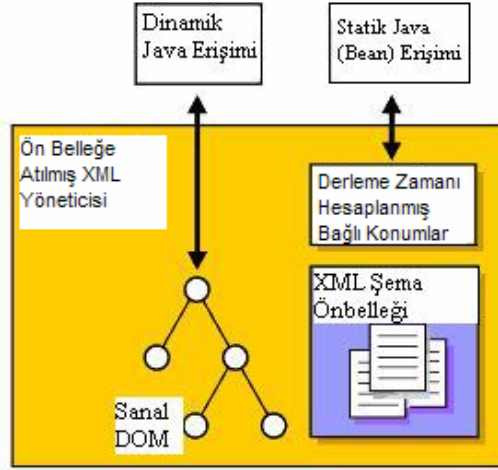 Dinamik
Java Erişimi
Statik Java
(Bean) Erişimi
Ön Belleğe
Atılmış XML
Yöneticisi
Derleme Zamanı
Hesaplanmış
Bağlı Konumlar
XML Şema
Önbelleği
Sanal
DOM